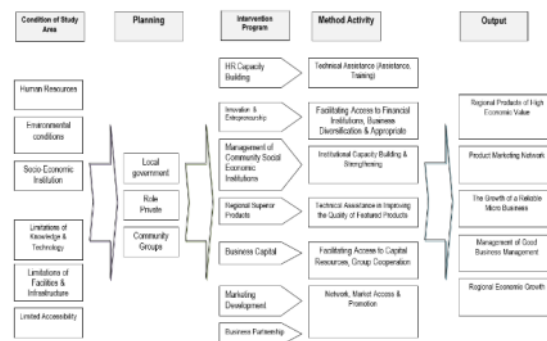 Condition of Study
Area
Planning
Intervention
Program
Method Activity
Output
Human Resources
Environmental
conditions
Socio-Economic
Institution
Limitations of
Knowledge & Technology
Limitations of
Facilities &
Infrastructure
Limited Accessibility
Local
government
Role
Private
Community
Groups
HR Capacity
Building
Innovation &
Entrepreneurship
Management of
Community Social
Economic
Institutions
Regional Superior
Products
Business Capital
Marketing
Development
Business Partnership
Technical Assistance (Assistance,
Training)
Facilitating Access to Financial
Institutions, Business
Diversification & Appropriate
Institutional Capacity Building &
Strengthening
Technical Assistance in Improving
the Quality of Featured Products
Facilitating Access to Capital
Resources, Group Cooperation
Network, Market Access &
Promotion
Regional Products of High
Economic Value
Product Marketing Network
The Growth of a Reliable
Micro Business
Management of Good
Business Management
Regional Economic Growth